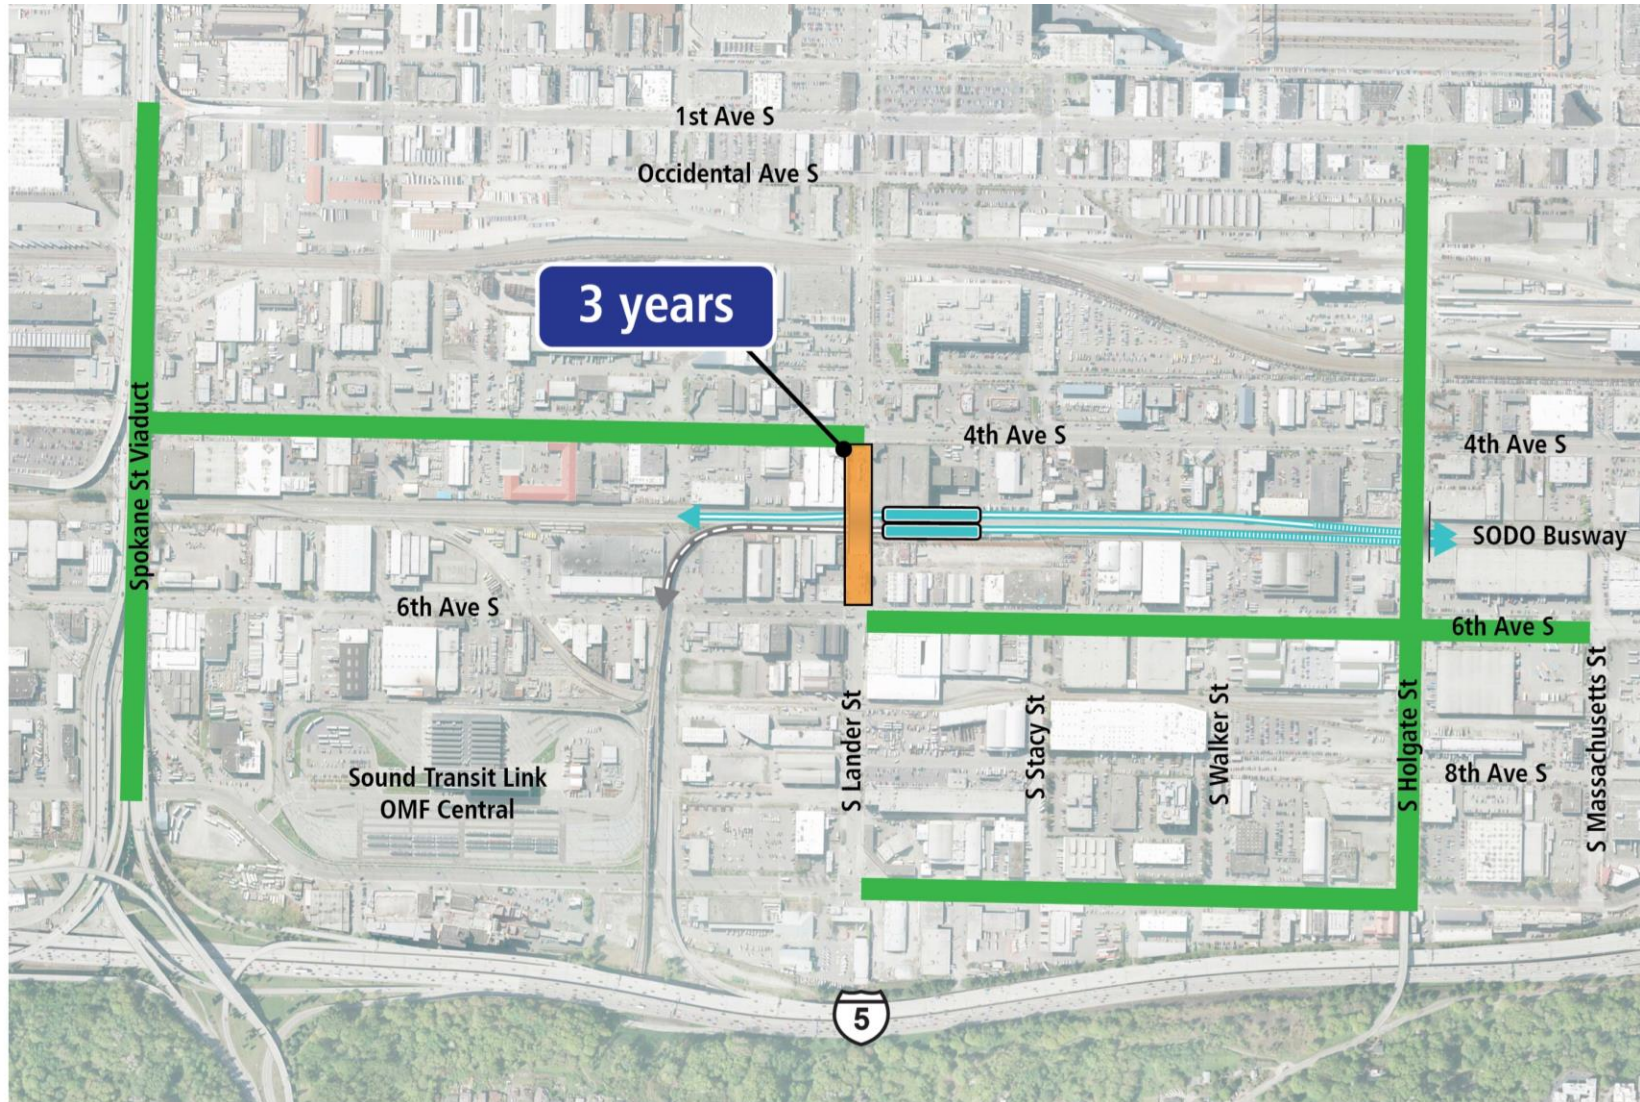 1st Ave S
Occidental Ave S
3 years
Spokane St Viaduct
4th Ave S
4th Ave S
SODO Busway
6th Ave S
6th Ave S
S Lander St
S Stacy St
S Walker St
S Holgate St
S Massachusetts St
8th Ave S
Sound Transit Link
OMF Central
5